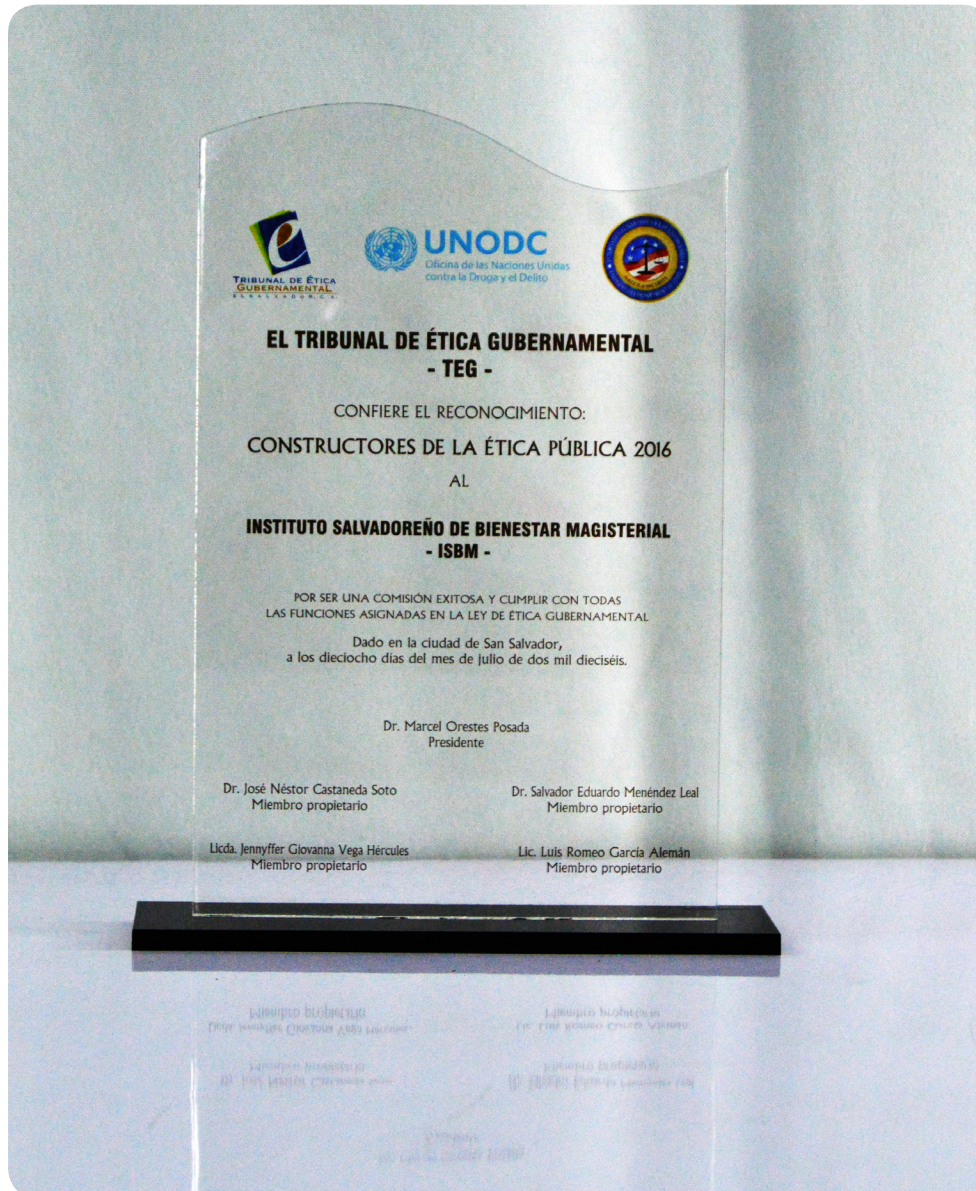 TRIBUNAL DE ÉTICA
GUBERNAMENTAL
EL SALVADOR, C.A.
UNODC
Oficina de las Naciones Unidas
contra la Droga y el Delito
EL TRIBUNAL DE ÉTICA GUBERNAMENTAL
- TEG -
CONFIERE EL RECONOCIMIENTO:
CONSTRUCTORES DE LA ÉTICA PÚBLICA 2016
AL
INSTITUTO SALVADOREÑO DE BIENESTAR MAGISTERIAL
- ISBM -
POR SER UNA COMISIÓN EXITOSA Y CUMPLIR CON TODAS
LAS FUNCIONES ASIGNADAS EN LA LEY DE ÉTICA GUBERNAMENTAL
Dado en la ciudad de San Salvador,
a los dieciocho días del mes de julio de dos mil dieciséis.
Dr. Marcel Orestes Posada
Presidente
Dr. José Néstor Castaneda Soto
Miembro propietario
Dr. Salvador Eduardo Menéndez Leal
Miembro propietario
Licda. Jennyffer Giovanna Vega Hércules
Miembro propietario
Lic. Luis Romeo García Alemán
Miembro propietario